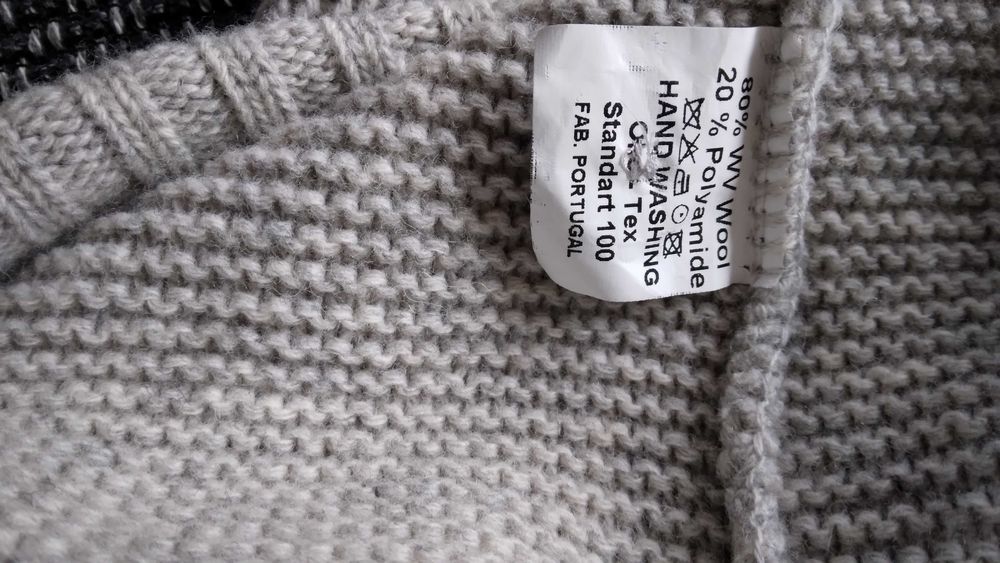 80% WV Wool
20 % Polyamide
HAND WASHING
Tex
Standart 100
FAB. PORTUGAL